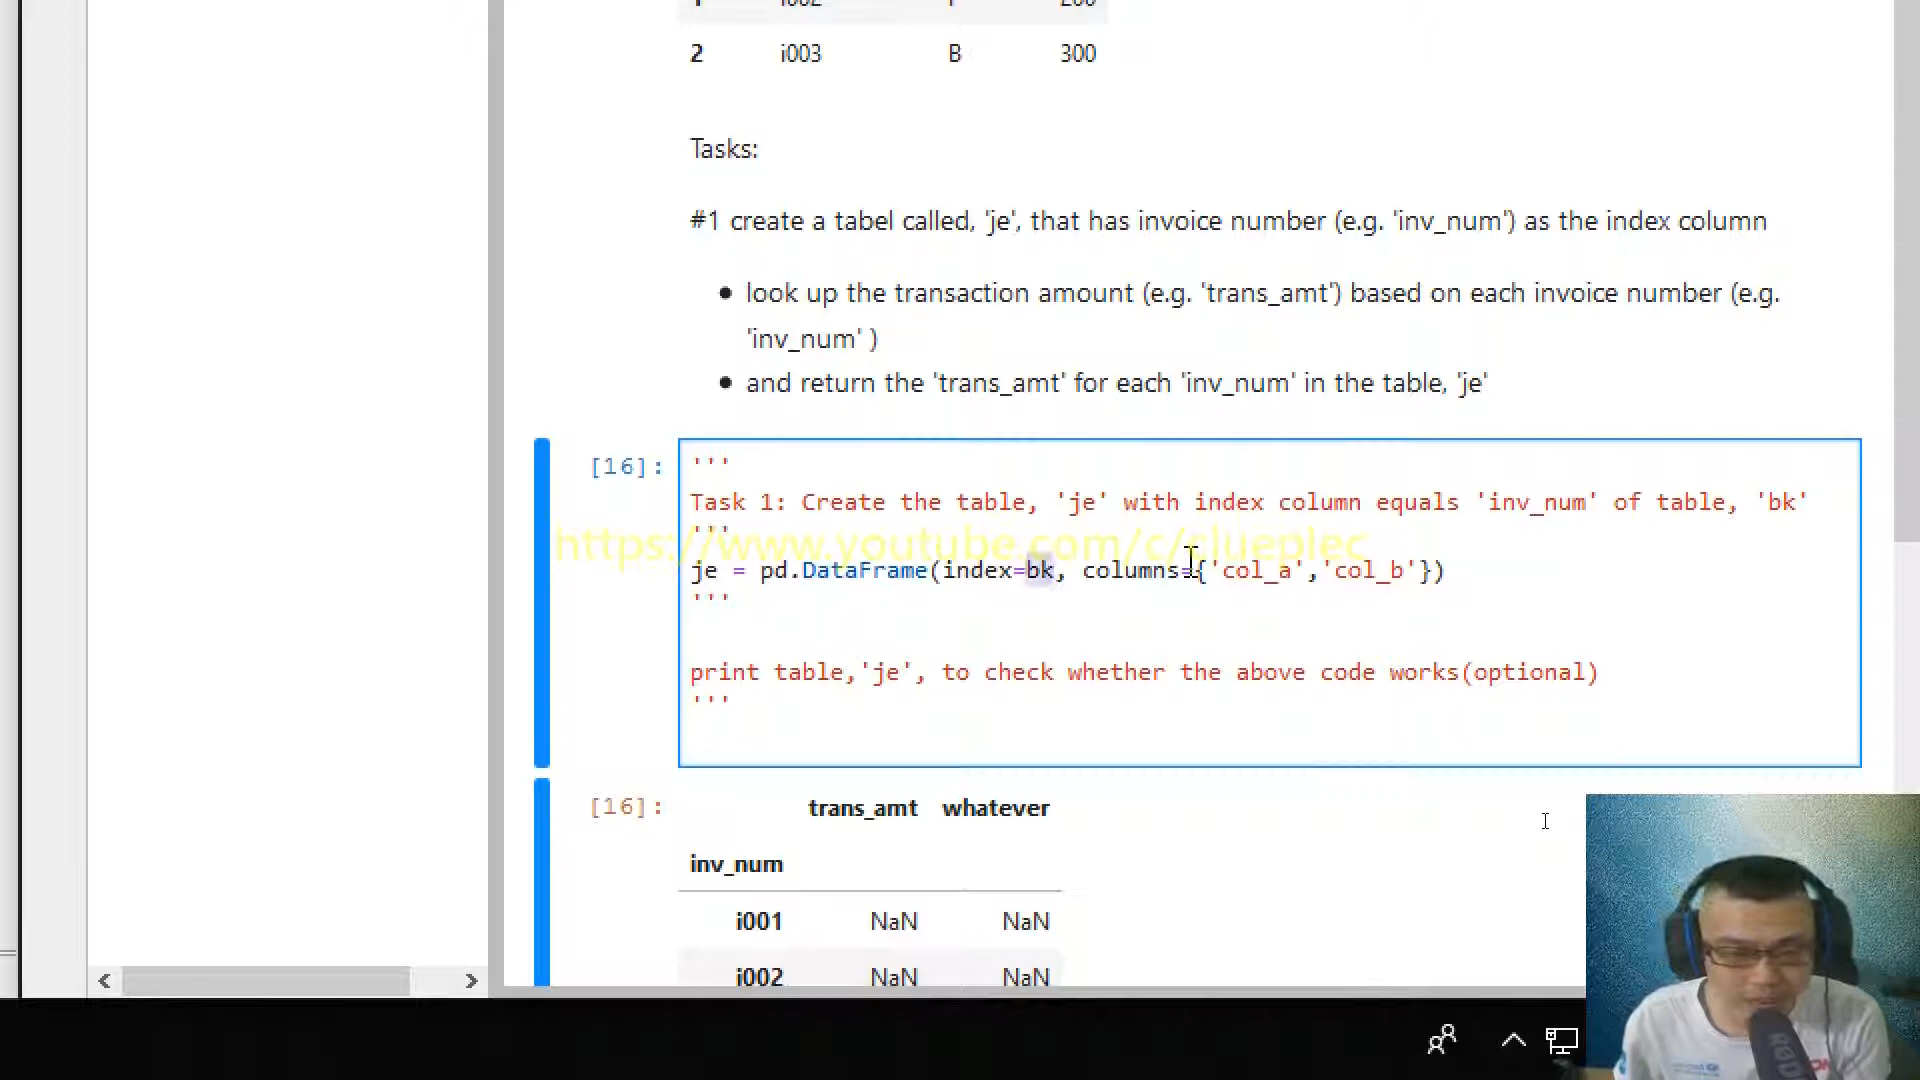 1 i002 200
2 i003 B 300
Tasks:
#1 create a tabel called, 'je', that has invoice number (e.g. 'inv_num') as the index column
look up the transaction amount (e.g. 'trans_amt') based on each invoice number (e.g.
'inv_num' )
and return the 'trans_amt' for each 'inv_num' in the table, 'je'
[16]:
'''
Task 1: Create the table, 'je' with index column equals 'inv_num' of table, 'bk'
'''
https://www.youtube.com/c/clueplec
je = pd.DataFrame(index=bk, columns={'col_a','col_b'})
'''
print table,'je', to check whether the above code works(optional)
'''
[16]:
trans_amt whatever
inv_num
i001 NaN NaN
i002 NaN NaN
RØDE